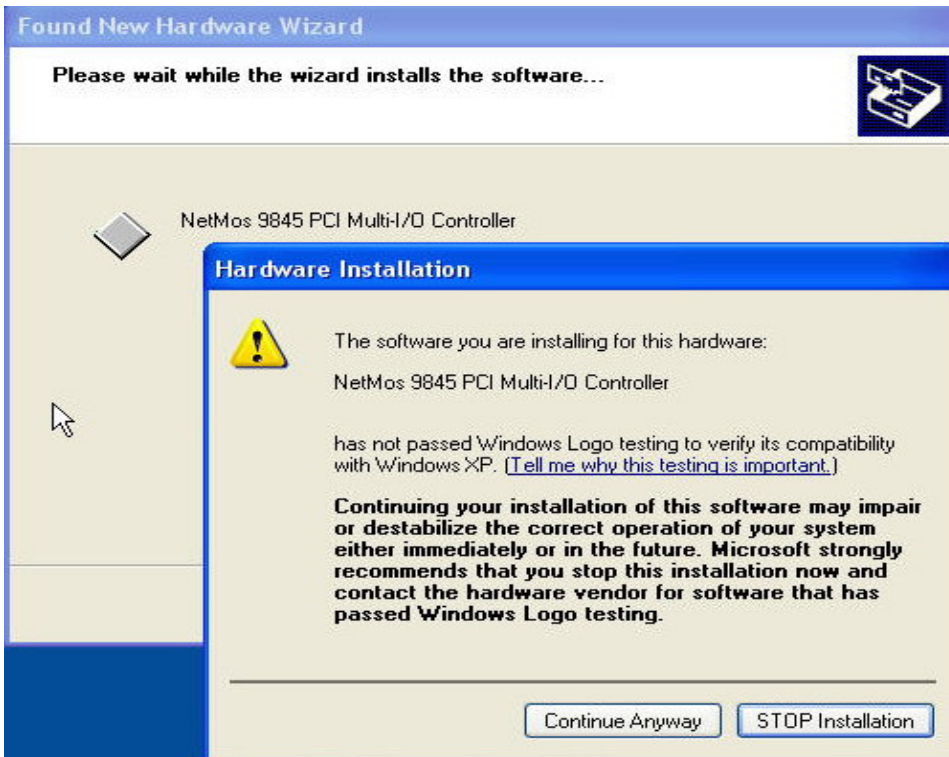 Found New Hardware Wizard
Please wait while the wizard installs the software...
NetMos 9845 PCI Multi-I/O Controller
Hardware Installation
The software you are installing for this hardware:
NetMos 9845 PCI Multi-I/O Controller
has not passed Windows Logo testing to verify its compatibility
with Windows XP. (Tell me why this testing is important.)
Continuing your installation of this software may impair
or destabilize the correct operation of your system
either immediately or in the future. Microsoft strongly
recommends that you stop this installation now and
contact the hardware vendor for software that has
passed Windows Logo testing.
Continue Anyway
STOP Installation